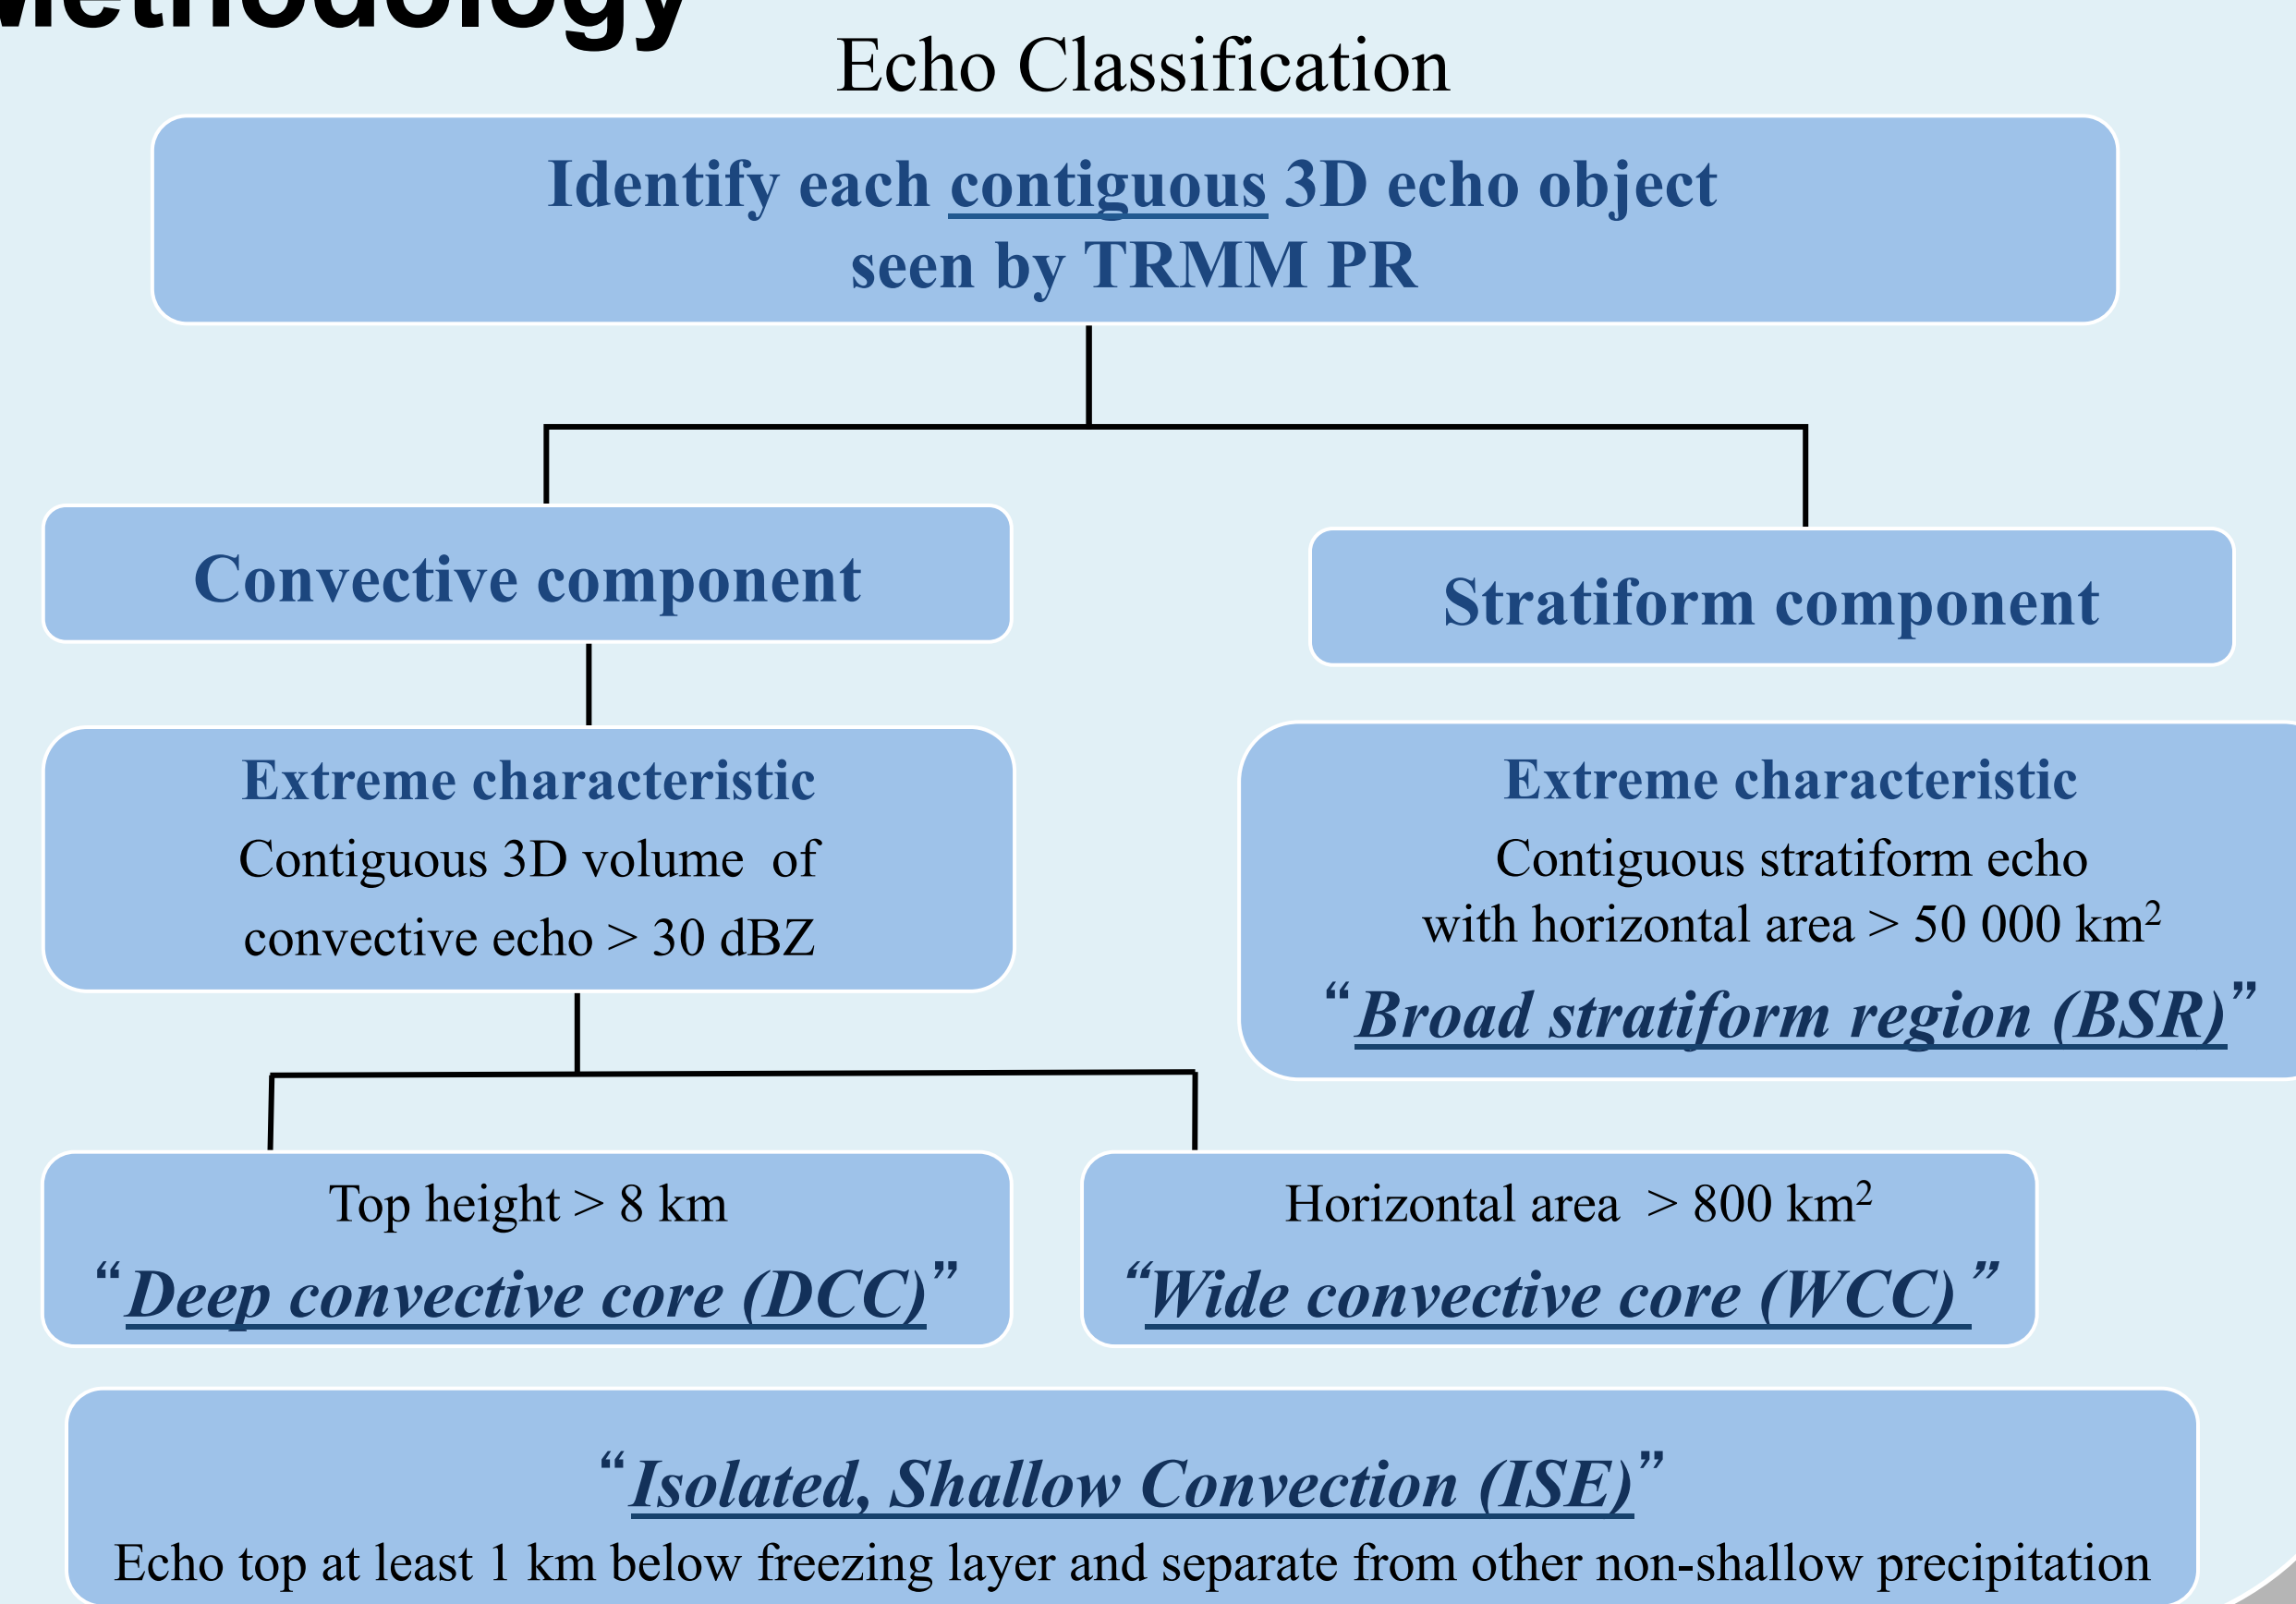 Methodology
Echo Classification
Identify each contiguous 3D echo object
seen by TRMM PR
Convective component
Stratiform component
Extreme characteristic
Contiguous 3D volume of
convective echo > 30 dBZ
Extreme characteristic
Contiguous stratiform echo
with horizontal area > 50 000 km²
“Broad stratiform region (BSR)”
Top height > 8 km
“Deep convective core (DCC)”
Horizontal area > 800 km²
“Wide convective core (WCC) ”
“Isolated, Shallow Convection (ISE)”
Echo top at least 1 km below freezing layer and separate from other non-shallow precipitation